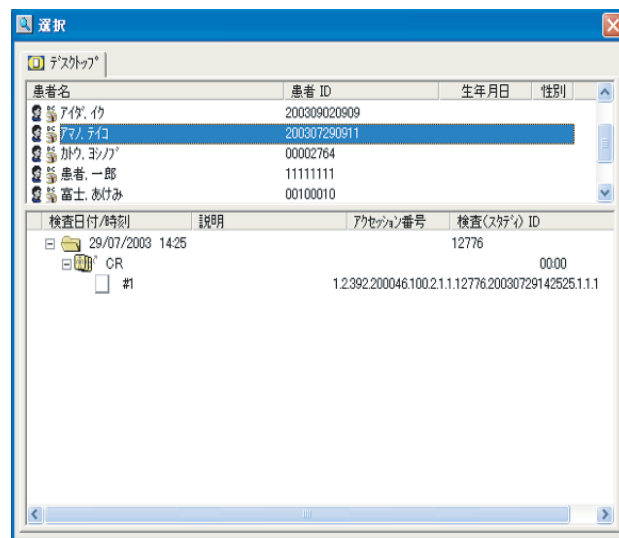 選択
ﾃﾞｽｸﾄｯﾌﾟ
患者名 患者 ID 生年月日 性別
ｱｲﾀﾞ, ｲｸ 200309020909
ｱﾏﾉ, ﾃｲｺ 200307290911
ｶﾄｳ, ﾖｼﾉﾌﾞ 00002764
患者, 一郎 11111111
富士, あけみ 00100010
検査日付/時刻 説明 ｱｸｾｯｼｮﾝ番号 検査(ｽﾀﾃﾞｨ) ID
29/07/2003 14:25 12776
CR 00:00
#1 1.2.392.200046.100.2.1.1.12776.20030729142525.1.1.1